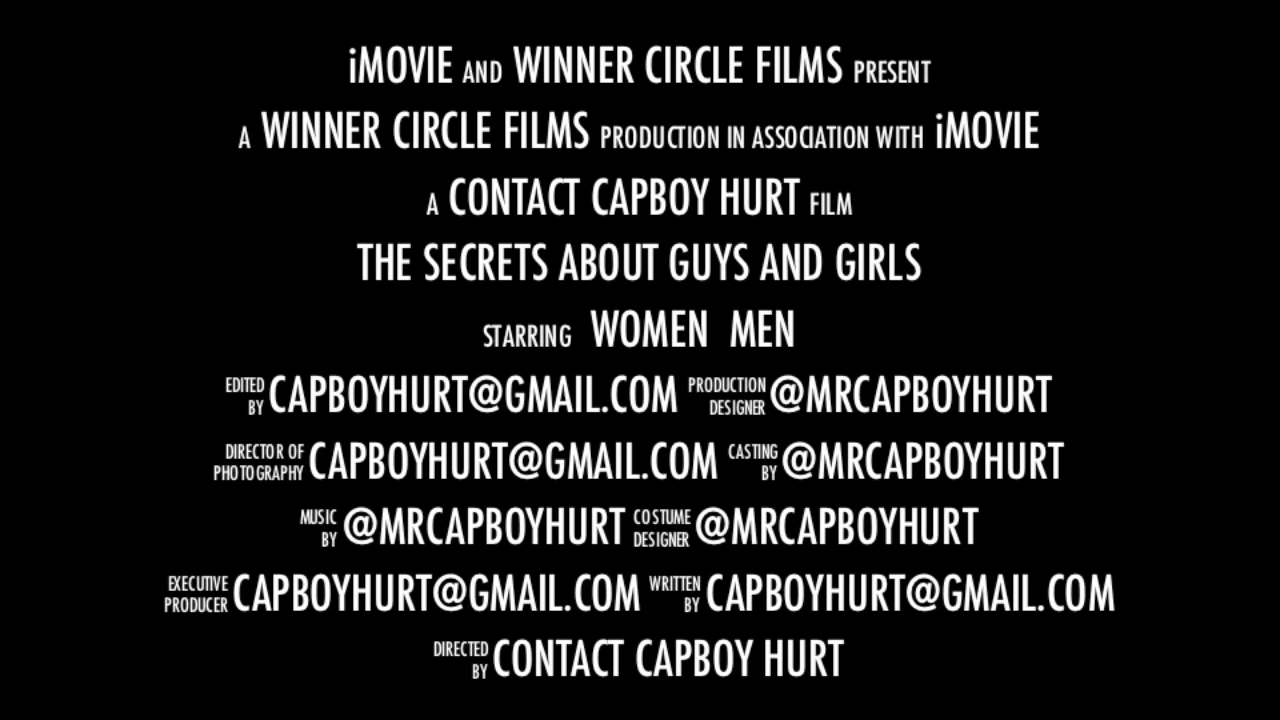 iMOVIE AND WINNER CIRCLE FILMS PRESENT
A WINNER CIRCLE FILMS PRODUCTION IN ASSOCIATION WITH iMOVIE
A CONTACT CAPBOY HURT FILM
THE SECRETS ABOUT GUYS AND GIRLS
STARRING WOMEN MEN
EDITED BY CAPBOYHURT@GMAIL.COM PRODUCTION DESIGNER @MRCAPBOYHURT
DIRECTOR OF PHOTOGRAPHY CAPBOYHURT@GMAIL.COM CASTING BY @MRCAPBOYHURT
MUSIC BY @MRCAPBOYHURT COSTUME DESIGNER @MRCAPBOYHURT
EXECUTIVE PRODUCER CAPBOYHURT@GMAIL.COM WRITTEN BY CAPBOYHURT@GMAIL.COM
DIRECTED BY CONTACT CAPBOY HURT